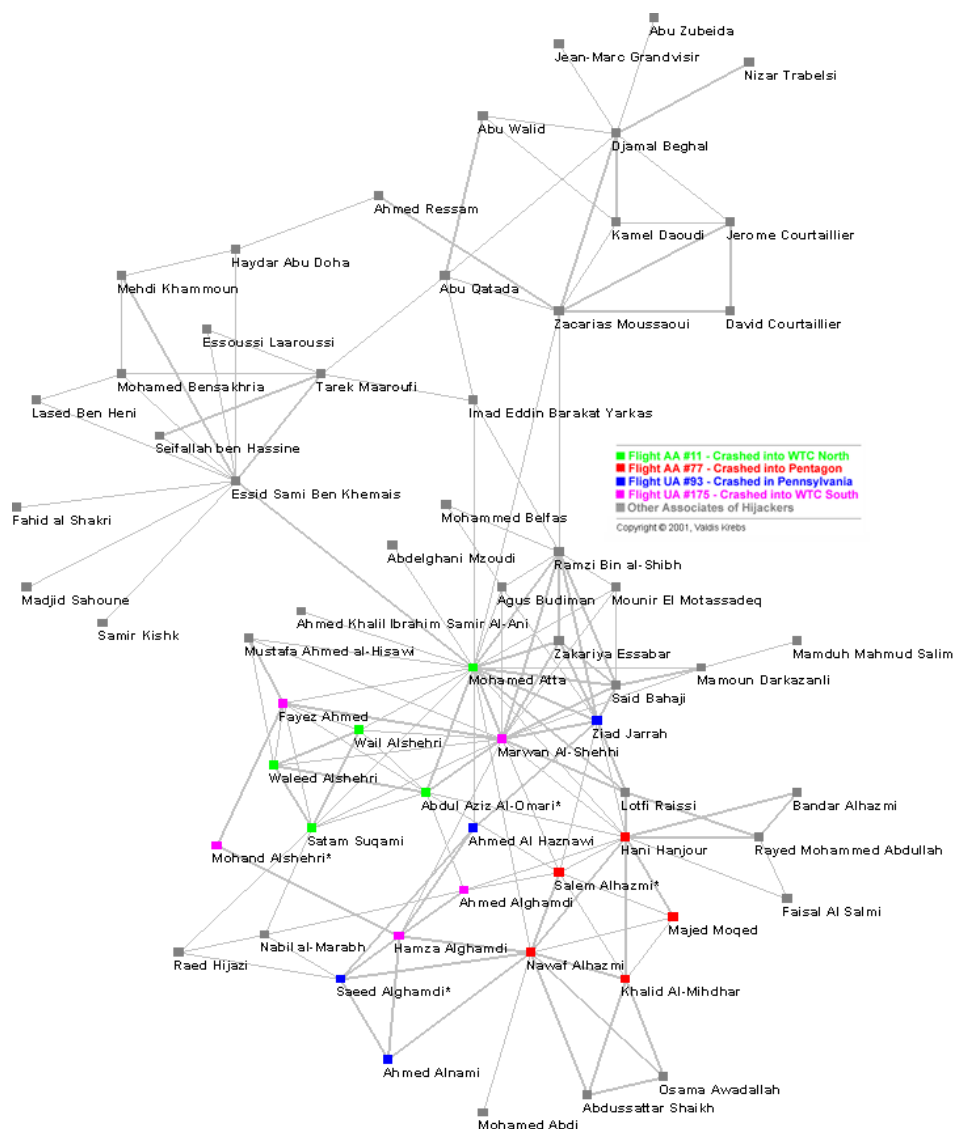 Abu Zubeida
Jean-Marc Grandvisir
Nizar Trabelsi
Abu Walid
Djamal Beghal
Ahmed Ressam
Kamel Daoudi
Jerome Courtaillier
Haydar Abu Doha
Mehdi Khammoun
Abu Qatada
Zacarias Moussaoui
David Courtaillier
Essoussi Laaroussi
Mohamed Bensakhria
Tarek Maaroufi
Lased Ben Heni
Imad Eddin Barakat Yarkas
Seifallah ben Hassine
Flight AA #11 - Crashed into WTC North
Flight AA #77 - Crashed into Pentagon
Flight UA #93 - Crashed in Pennsylvania
Flight UA #175 - Crashed into WTC South
Other Associates of Hijackers
Copyright © 2001, Valdis Krebs
Essid Sami Ben Khemais
Fahid al Shakri
Mohammed Belfas
Abdelghani Mzoudi
Ramzi Bin al-Shibh
Madjid Sahoune
Agus Budiman
Mounir El Motassadeq
Samir Kishk
Ahmed Khalil Ibrahim Samir Al-Ani
Mustafa Ahmed al-Hisawi
Zakariya Essabar
Mamduh Mahmud Salim
Mohamed Atta
Mamoun Darkazanli
Said Bahaji
Fayez Ahmed
Ziad Jarrah
Wail Alshehri
Marwan Al-Shehhi
Waleed Alshehri
Abdul Aziz Al-Omari*
Lotfi Raissi
Bandar Alhazmi
Satam Suqami
Ahmed Al Haznawi
Hani Hanjour
Rayed Mohammed Abdullah
Mohand Alshehri*
Salem Alhazmi*
Ahmed Alghamdi
Faisal Al Salmi
Majed Moqed
Nabil al-Marabh
Hamza Alghamdi
Raed Hijazi
Nawaf Alhazmi
Saeed Alghamdi*
Khalid Al-Mihdhar
Ahmed Alnami
Osama Awadallah
Abdussattar Shaikh
Mohamed Abdi